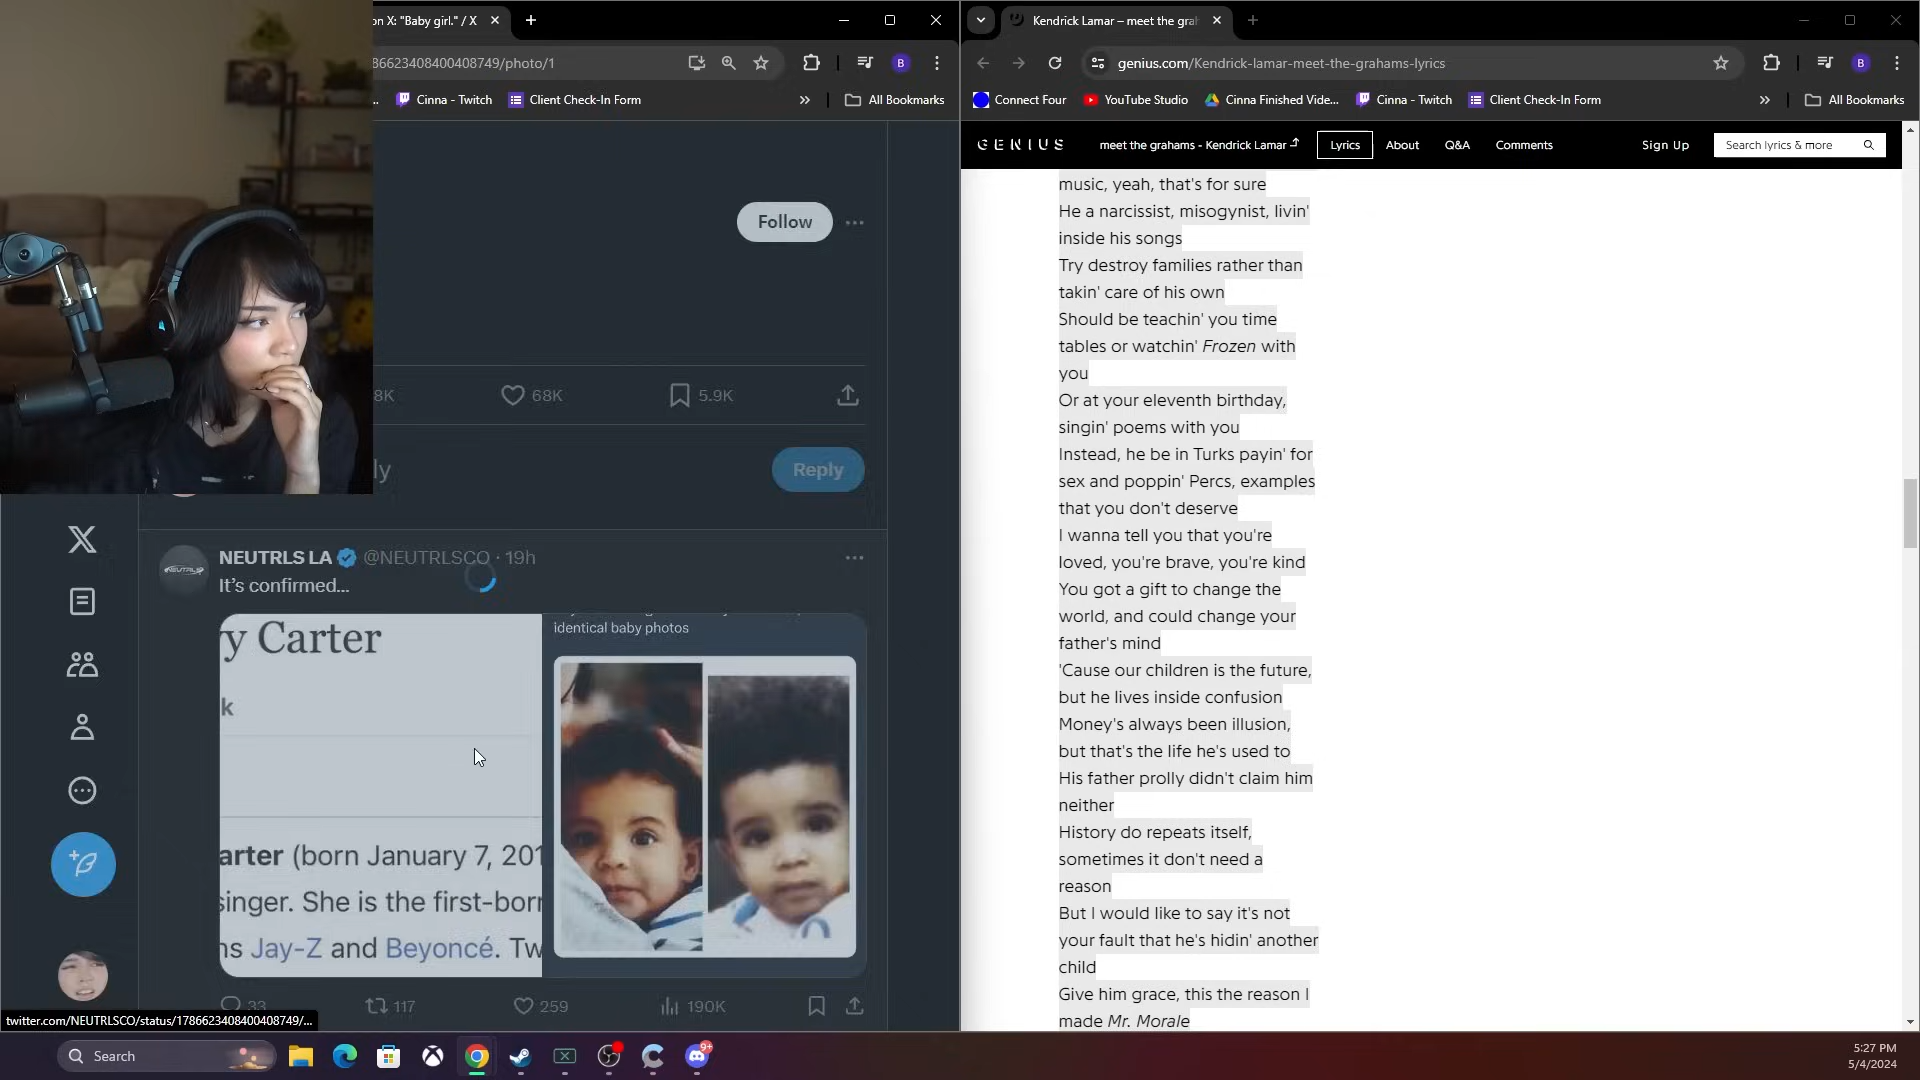 on X: "Baby girl." / X
8662340840​0408749/photo/1
Cinna - Twitch
Client Check-In Form
All Bookmarks
Follow
8K
68K
5.9K
ly
Reply
NEUTRLS LA @NEUTRLSCO · 19h
It's confirmed...
y Carter
k
arter (born January 7, 201
singer. She is the first-born
ns Jay-Z and Beyoncé. Tw
identical baby photos
33
117
259
190K
twitter.com/NEUTRLSCO/status/1786623408400408749/...
Kendrick Lamar – meet the gra
genius.com/Kendrick-lamar-meet-the-grahams-lyrics
Connect Four
YouTube Studio
Cinna Finished Vide...
Cinna - Twitch
Client Check-In Form
All Bookmarks
GENIUS
meet the grahams - Kendrick Lamar
Lyrics
About
Q&A
Comments
Sign Up
Search lyrics & more
music, yeah, that's for sure
He a narcissist, misogynist, livin'
inside his songs
Try destroy families rather than
takin' care of his own
Should be teachin' you time
tables or watchin' Frozen with
you
Or at your eleventh birthday,
singin' poems with you
Instead, he be in Turks payin' for
sex and poppin' Percs, examples
that you don't deserve
I wanna tell you that you're
loved, you're brave, you're kind
You got a gift to change the
world, and could change your
father's mind
'Cause our children is the future,
but he lives inside confusion
Money's always been illusion,
but that's the life he's used to
His father prolly didn't claim him
neither
History do repeats itself,
sometimes it don't need a
reason
But I would like to say it's not
your fault that he's hidin' another
child
Give him grace, this the reason I
made Mr. Morale
Search
9+
5:27 PM
5/4/2024